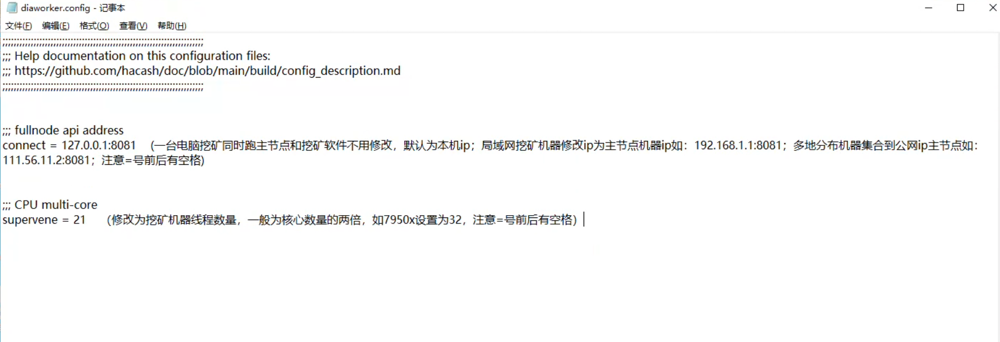 diaworker.config - 记事本
文件(F) 编辑(E) 格式(O) 查看(V) 帮助(H)
;;;;;;;;;;;;;;;;;;;;;;;;;;;;;;;;;;;;;;;;;;;;;;;;;;;;;;;;;;;;;;;;;;;;;;;;
;;; Help documentation on this configuration files:
;;; https://github.com/hacash/doc/blob/main/build/config_description.md
;;;;;;;;;;;;;;;;;;;;;;;;;;;;;;;;;;;;;;;;;;;;;;;;;;;;;;;;;;;;;;;;;;;;;;;;
;;; fullnode api address
connect = 127.0.0.1:8081 (一台电脑挖矿同时跑主节点和挖矿软件不用修改，默认为本机ip；局域网挖矿机器修改ip为主节点机器ip如：192.168.1.1:8081；多地分布机器集合到公网ip主节点如：
111.56.11.2:8081；注意=号前后有空格)
;;; CPU multi-core
supervene = 21 （修改为挖矿机器线程数量，一般为核心数量的两倍，如7950x设置为32，注意=号前后有空格）